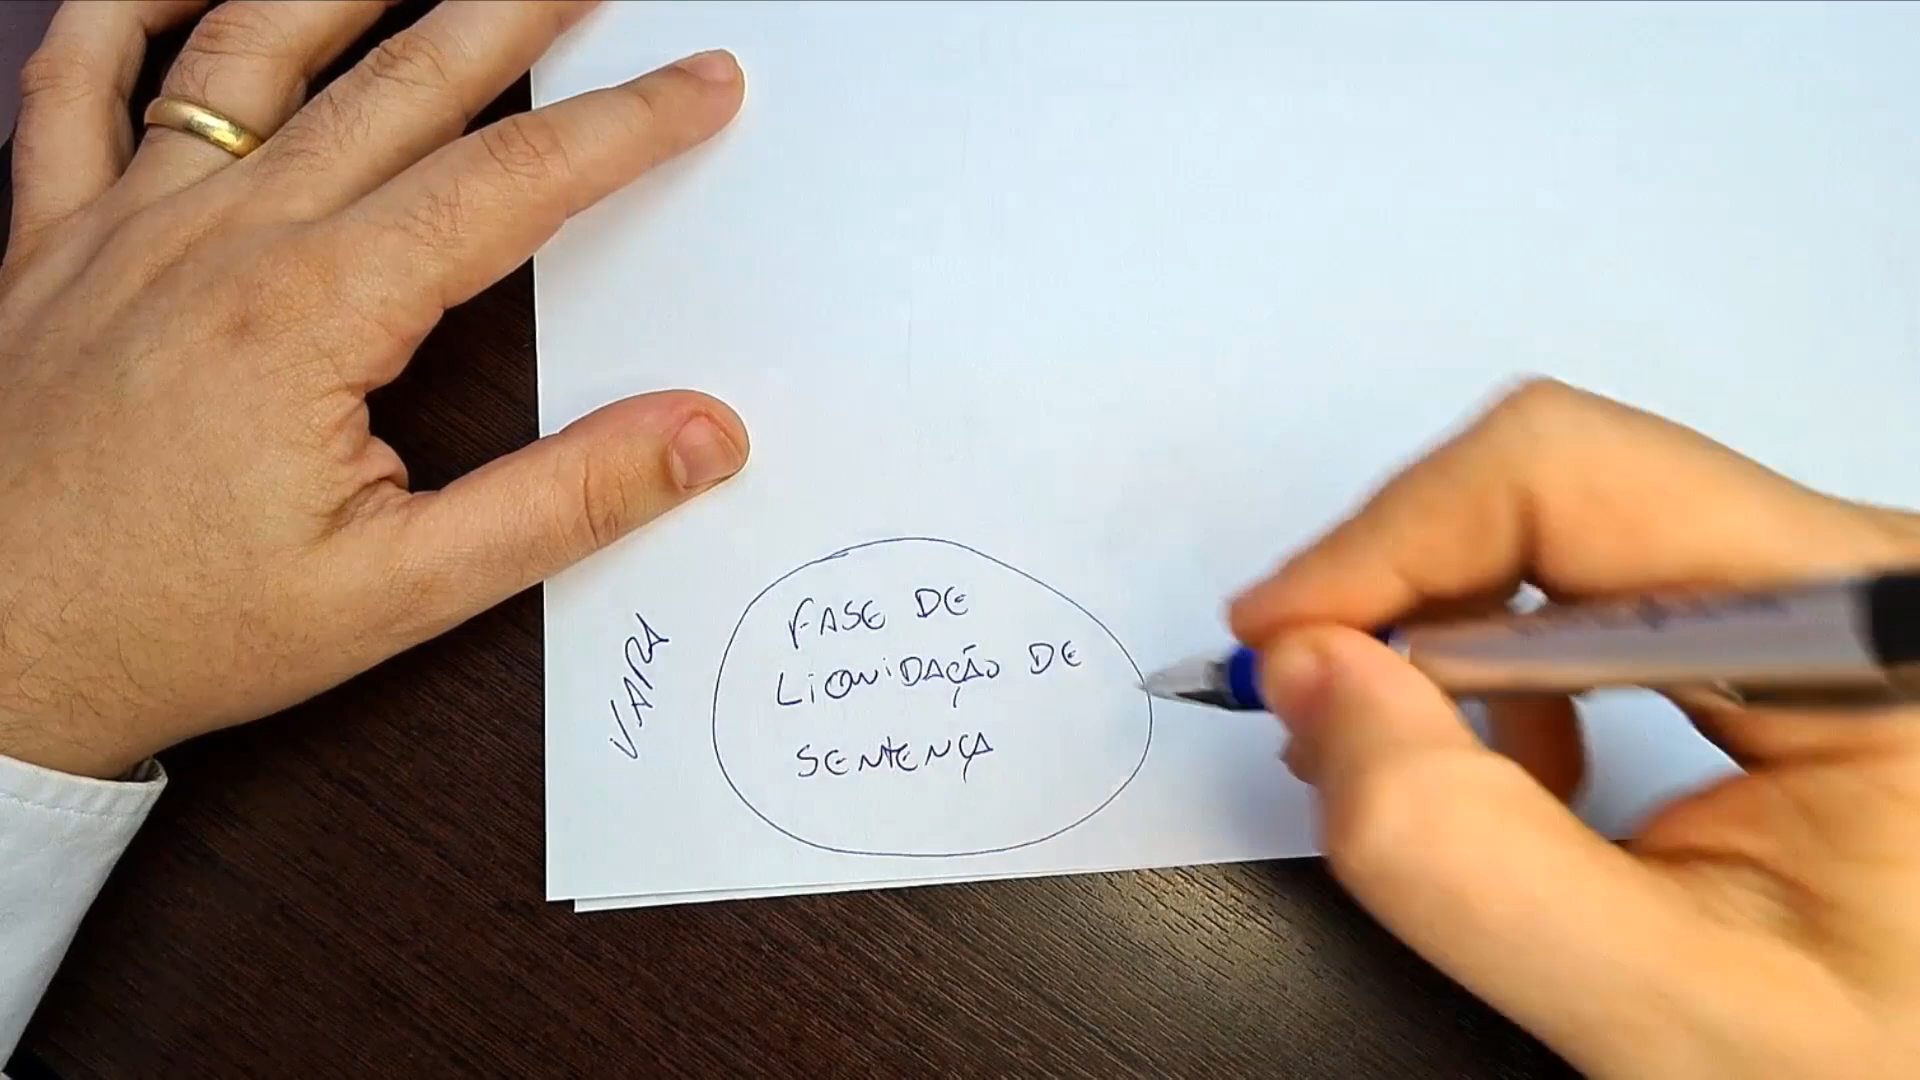 VARA
FASE DE
LIQUIDAÇÃO DE
SENTENÇA